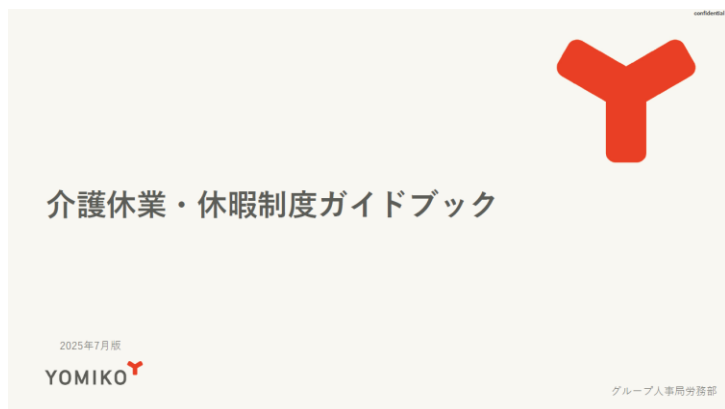 confidential
介護休業・休暇制度ガイドブック
2025年7月版
YOMIKO
グループ人事局労務部